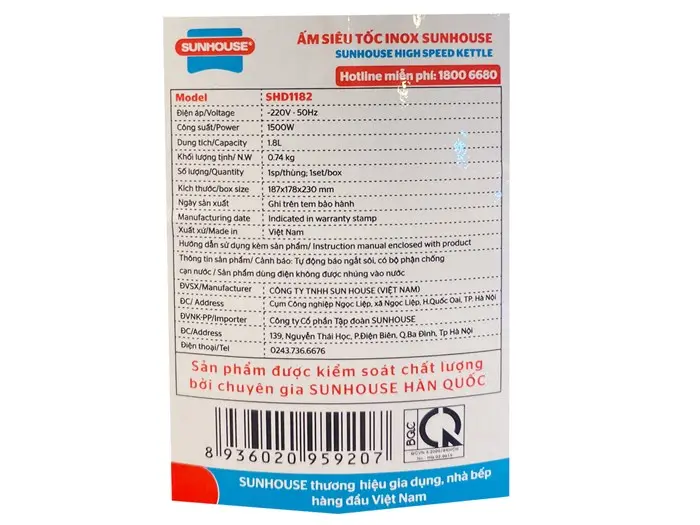 SUNHOUSE®
ẤM SIÊU TỐC INOX SUNHOUSE
SUNHOUSE HIGH SPEED KETTLE
Hotline miễn phí: 1800 6680
Model SHD1182
Điện áp/Voltage ~220V - 50Hz
Công suất/Power 1500W
Dung tích/Capacity 1.8L
Khối lượng tịnh/ N.W 0.74 kg
Số lượng/Quantity 1sp/thùng; 1set/box
Kích thước/box size 187x178x230 mm
Ngày sản xuất Ghi trên tem bảo hành
Manufacturing date Indicated in warranty stamp
Xuất xứ/Made in Việt Nam
Hướng dẫn sử dụng kèm sản phẩm/ Instruction manual enclosed with product
Thông tin sản phẩm/ Cảnh báo: Tự động báo ngắt sôi, có bộ phận chống
cạn nước / Sản phẩm dùng điện không được nhúng vào nước
ĐVSX/Manufacturer CÔNG TY TNHH SUN HOUSE (VIỆT NAM)
ĐC/ Address Cụm Công nghiệp Ngọc Liệp, xã Ngọc Liệp, H.Quốc Oai, TP. Hà Nội
ĐVNK-PP/Importer Công ty Cổ phần Tập đoàn SUNHOUSE
ĐC/Address 139, Nguyễn Thái Học, P.Điện Biên, Q.Ba Đình, Tp Hà Nội
Điện thoại/Tel 0243.736.6676
Sản phẩm được kiểm soát chất lượng
bởi chuyên gia SUNHOUSE HÀN QUỐC
8 936020 959207
BQC
SUNHOUSE thương hiệu gia dụng, nhà bếp
hàng đầu Việt Nam